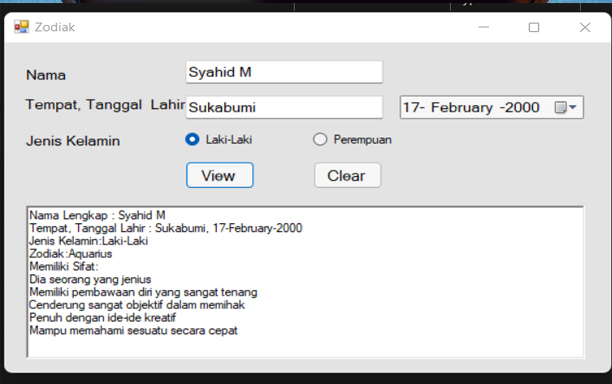 Zodiak
Nama Syahid M
Tempat, Tanggal Lahir Sukabumi 17- February -2000
Jenis Kelamin Laki-Laki Perempuan
View Clear
Nama Lengkap : Syahid M
Tempat, Tanggal Lahir : Sukabumi, 17-February-2000
Jenis Kelamin:Laki-Laki
Zodiak:Aquarius
Memiliki Sifat:
Dia seorang yang jenius
Memiliki pembawaan diri yang sangat tenang
Cenderung sangat objektif dalam memihak
Penuh dengan ide-ide kreatif
Mampu memahami sesuatu secara cepat